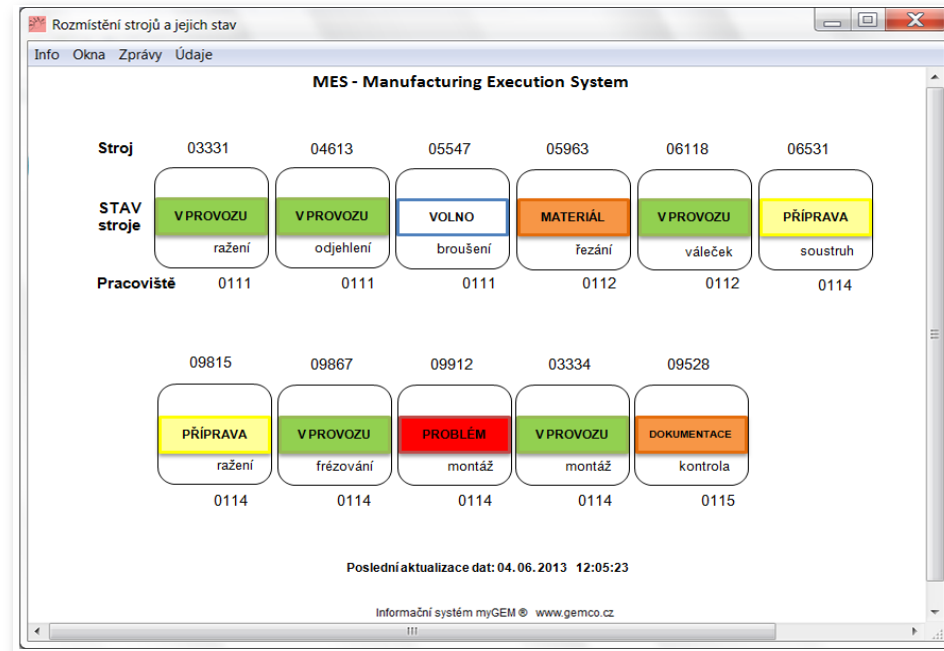 Rozmístění strojů a jejich stav
Info Okna Zprávy Údaje
MES - Manufacturing Execution System
Stroj 03331 04613 05547 05963 06118 06531
STAV stroje V PROVOZU V PROVOZU VOLNO MATERIÁL V PROVOZU PŘÍPRAVA
ražení odjehlení broušení řezání váleček soustruh
Pracoviště 0111 0111 0111 0112 0112 0114
09815 09867 09912 03334 09528
PŘÍPRAVA V PROVOZU PROBLÉM V PROVOZU DOKUMENTACE
ražení frézování montáž montáž kontrola
0114 0114 0114 0114 0115
Poslední aktualizace dat: 04. 06. 2013 12:05:23
Informační systém myGEM ® www.gemco.cz